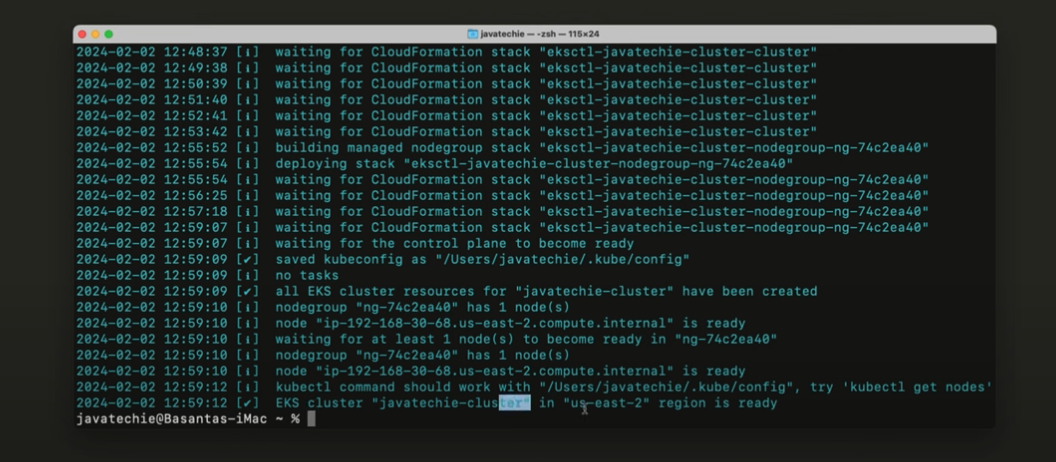 javatechie — -zsh — 115×24
2024-02-02 12:48:37 [ℹ]  waiting for CloudFormation stack "eksctl-javatechie-cluster-cluster"
2024-02-02 12:49:38 [ℹ]  waiting for CloudFormation stack "eksctl-javatechie-cluster-cluster"
2024-02-02 12:50:39 [ℹ]  waiting for CloudFormation stack "eksctl-javatechie-cluster-cluster"
2024-02-02 12:51:40 [ℹ]  waiting for CloudFormation stack "eksctl-javatechie-cluster-cluster"
2024-02-02 12:52:41 [ℹ]  waiting for CloudFormation stack "eksctl-javatechie-cluster-cluster"
2024-02-02 12:53:42 [ℹ]  waiting for CloudFormation stack "eksctl-javatechie-cluster-cluster"
2024-02-02 12:55:52 [ℹ]  building managed nodegroup stack "eksctl-javatechie-cluster-nodegroup-ng-74c2ea40"
2024-02-02 12:55:54 [ℹ]  deploying stack "eksctl-javatechie-cluster-nodegroup-ng-74c2ea40"
2024-02-02 12:55:54 [ℹ]  waiting for CloudFormation stack "eksctl-javatechie-cluster-nodegroup-ng-74c2ea40"
2024-02-02 12:56:25 [ℹ]  waiting for CloudFormation stack "eksctl-javatechie-cluster-nodegroup-ng-74c2ea40"
2024-02-02 12:57:18 [ℹ]  waiting for CloudFormation stack "eksctl-javatechie-cluster-nodegroup-ng-74c2ea40"
2024-02-02 12:59:07 [ℹ]  waiting for CloudFormation stack "eksctl-javatechie-cluster-nodegroup-ng-74c2ea40"
2024-02-02 12:59:07 [ℹ]  waiting for the control plane to become ready
2024-02-02 12:59:09 [✔]  saved kubeconfig as "/Users/javatechie/.kube/config"
2024-02-02 12:59:09 [ℹ]  no tasks
2024-02-02 12:59:09 [✔]  all EKS cluster resources for "javatechie-cluster" have been created
2024-02-02 12:59:10 [ℹ]  nodegroup "ng-74c2ea40" has 1 node(s)
2024-02-02 12:59:10 [ℹ]  node "ip-192-168-30-68.us-east-2.compute.internal" is ready
2024-02-02 12:59:10 [ℹ]  waiting for at least 1 node(s) to become ready in "ng-74c2ea40"
2024-02-02 12:59:10 [ℹ]  nodegroup "ng-74c2ea40" has 1 node(s)
2024-02-02 12:59:10 [ℹ]  node "ip-192-168-30-68.us-east-2.compute.internal" is ready
2024-02-02 12:59:12 [ℹ]  kubectl command should work with "/Users/javatechie/.kube/config", try 'kubectl get nodes'
2024-02-02 12:59:12 [✔]  EKS cluster "javatechie-cluster" in "us-east-2" region is ready
javatechie@Basantas-iMac ~ %